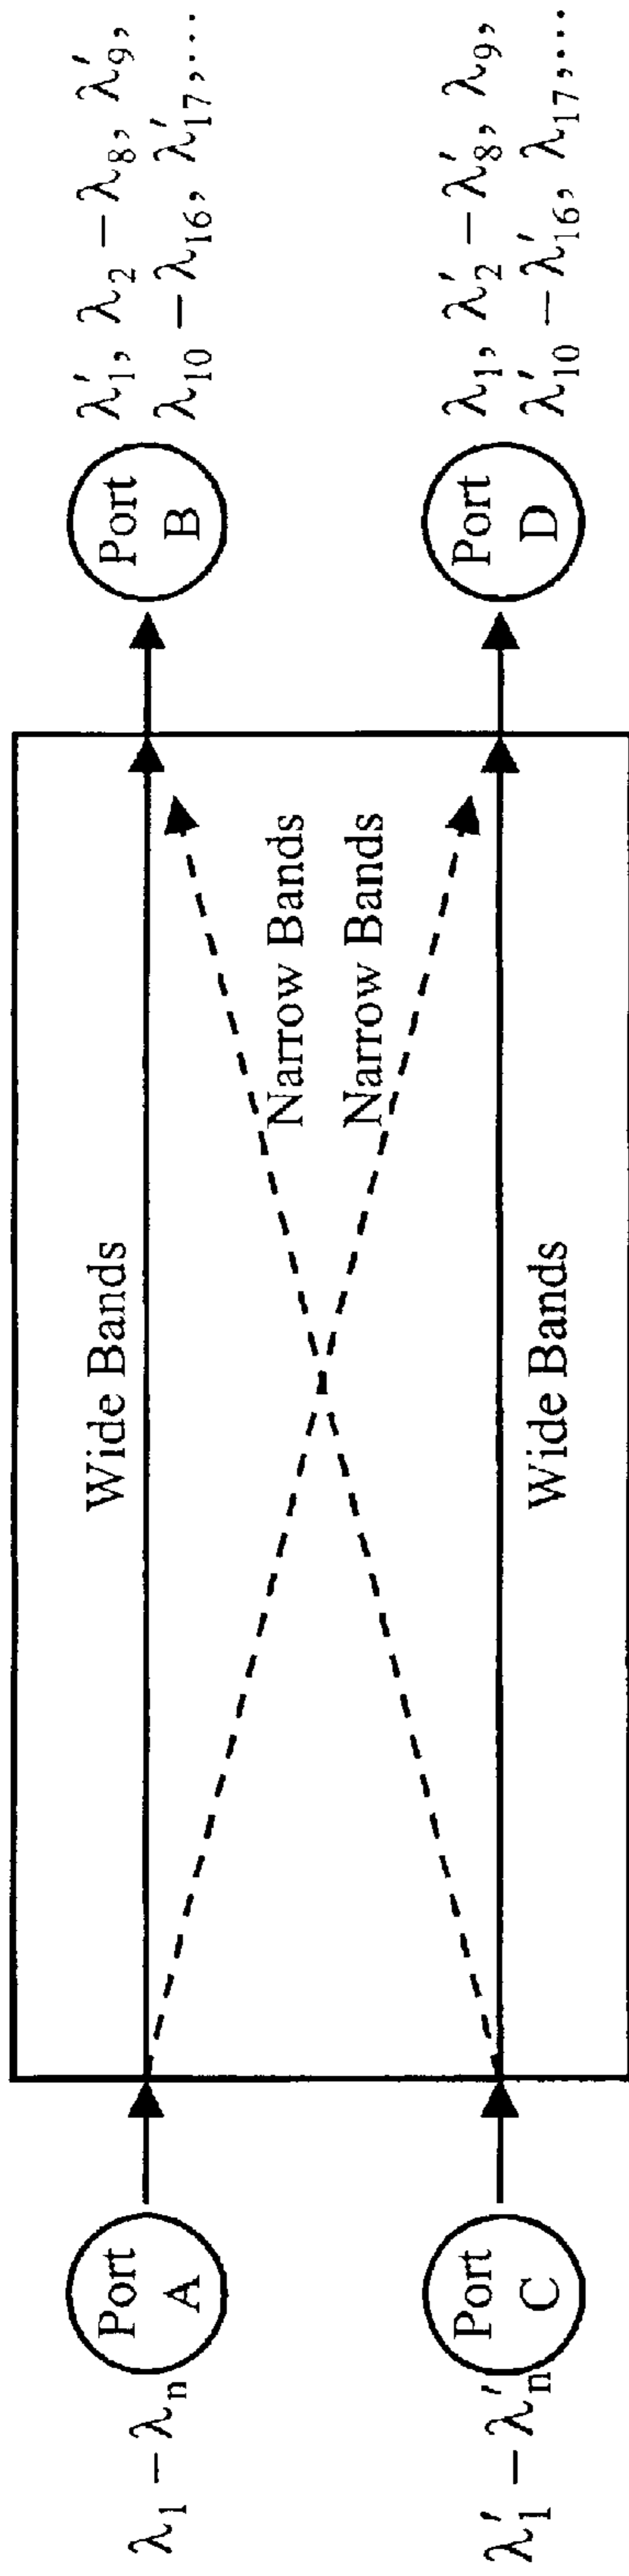 λ₁ – λₙ
Port
A
Wide Bands
Narrow Bands
Port
B
λ′₁, λ₂ – λ₈, λ′₉,
λ₁₀ – λ₁₆, λ′₁₇,...
λ′₁ – λ′ₙ
Port
C
Narrow Bands
Wide Bands
Port
D
λ₁, λ′₂ – λ′₈, λ₉,
λ′₁₀ – λ′₁₆, λ₁₇,...